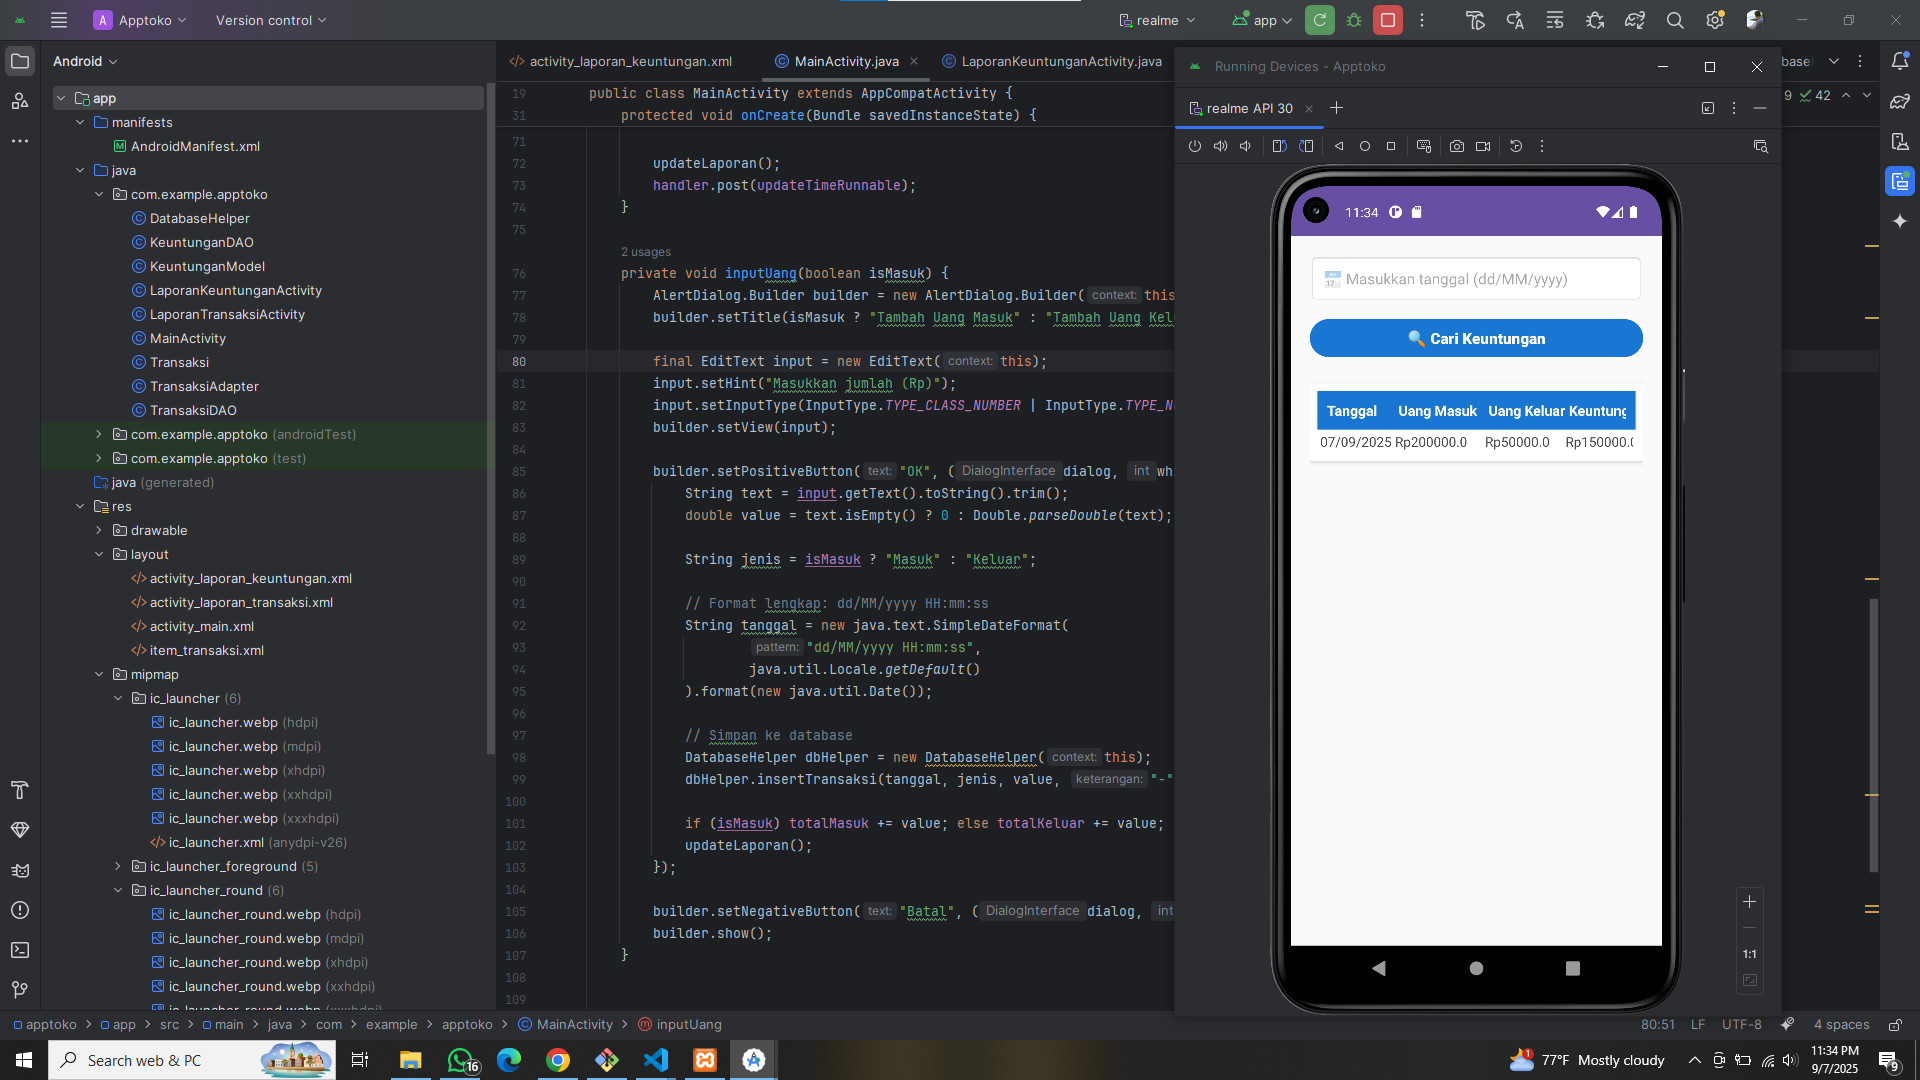 A Apptoko
Version control
realme
app
Android
app
manifests
AndroidManifest.xml
java
com.example.apptoko
DatabaseHelper
KeuntunganDAO
KeuntunganModel
LaporanKeuntunganActivity
LaporanTransaksiActivity
MainActivity
Transaksi
TransaksiAdapter
TransaksiDAO
com.example.apptoko (androidTest)
com.example.apptoko (test)
java (generated)
res
drawable
layout
activity_laporan_keuntungan.xml
activity_laporan_transaksi.xml
activity_main.xml
item_transaksi.xml
mipmap
ic_launcher (6)
ic_launcher.webp (hdpi)
ic_launcher.webp (mdpi)
ic_launcher.webp (xhdpi)
ic_launcher.webp (xxhdpi)
ic_launcher.webp (xxxhdpi)
ic_launcher.xml (anydpi-v26)
ic_launcher_foreground (5)
ic_launcher_round (6)
ic_launcher_round.webp (hdpi)
ic_launcher_round.webp (mdpi)
ic_launcher_round.webp (xhdpi)
ic_launcher_round.webp (xxhdpi)
activity_laporan_keuntungan.xml
MainActivity.java
LaporanKeuntunganActivity.java
19 public class MainActivity extends AppCompatActivity {
31 protected void onCreate(Bundle savedInstanceState) {
71
72 updateLaporan();
73 handler.post(updateTimeRunnable);
74 }
75
2 usages
76 private void inputUang(boolean isMasuk) {
77 AlertDialog.Builder builder = new AlertDialog.Builder( context: this
78 builder.setTitle(isMasuk ? "Tambah Uang Masuk" : "Tambah Uang Kel
79
80 final EditText input = new EditText( context: this);
81 input.setHint("Masukkan jumlah (Rp)");
82 input.setInputType(InputType.TYPE_CLASS_NUMBER | InputType.TYPE_N
83 builder.setView(input);
84
85 builder.setPositiveButton( text: "OK", ( DialogInterface dialog, int wh
86 String text = input.getText().toString().trim();
87 double value = text.isEmpty() ? 0 : Double.parseDouble(text);
88
89 String jenis = isMasuk ? "Masuk" : "Keluar";
90
91 // Format lengkap: dd/MM/yyyy HH:mm:ss
92 String tanggal = new java.text.SimpleDateFormat(
93 pattern: "dd/MM/yyyy HH:mm:ss",
94 java.util.Locale.getDefault()
95 ).format(new java.util.Date());
96
97 // Simpan ke database
98 DatabaseHelper dbHelper = new DatabaseHelper( context: this);
99 dbHelper.insertTransaksi(tanggal, jenis, value, keterangan: "-"
100
101 if (isMasuk) totalMasuk += value; else totalKeluar += value;
102 updateLaporan();
103 });
104
105 builder.setNegativeButton( text: "Batal", ( DialogInterface dialog, int
106 builder.show();
107 }
108
109
Running Devices - Apptoko
realme API 30
11:34
Masukkan tanggal (dd/MM/yyyy)
Cari Keuntungan
Tanggal Uang Masuk Uang Keluar Keuntung
07/09/2025 Rp200000.0 Rp50000.0 Rp150000.
1:1
basel
9 42
apptoko > app > src > main > java > com > example > apptoko > MainActivity > inputUang
80:51 LF UTF-8 4 spaces
Search web & PC
16
1
77°F Mostly cloudy
11:34 PM
9/7/2025
9